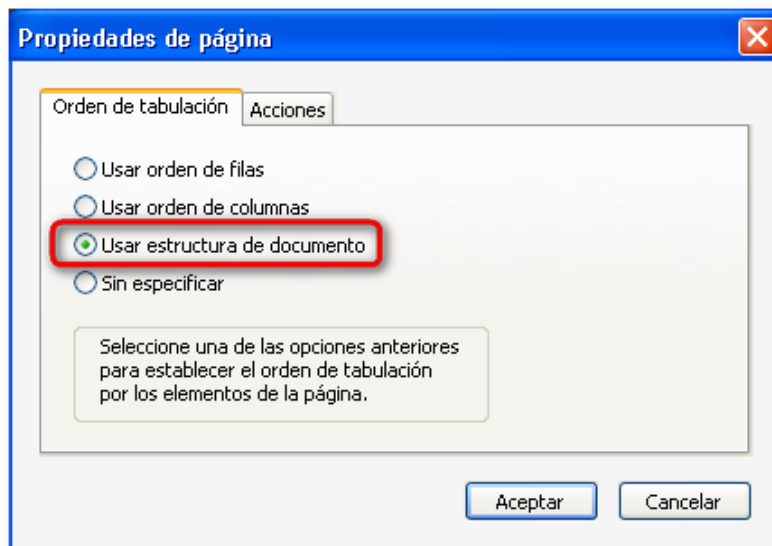 Propiedades de página
Orden de tabulación
Acciones
Usar orden de filas
Usar orden de columnas
Usar estructura de documento
Sin especificar
Seleccione una de las opciones anteriores
para establecer el orden de tabulación
por los elementos de la página.
Aceptar
Cancelar